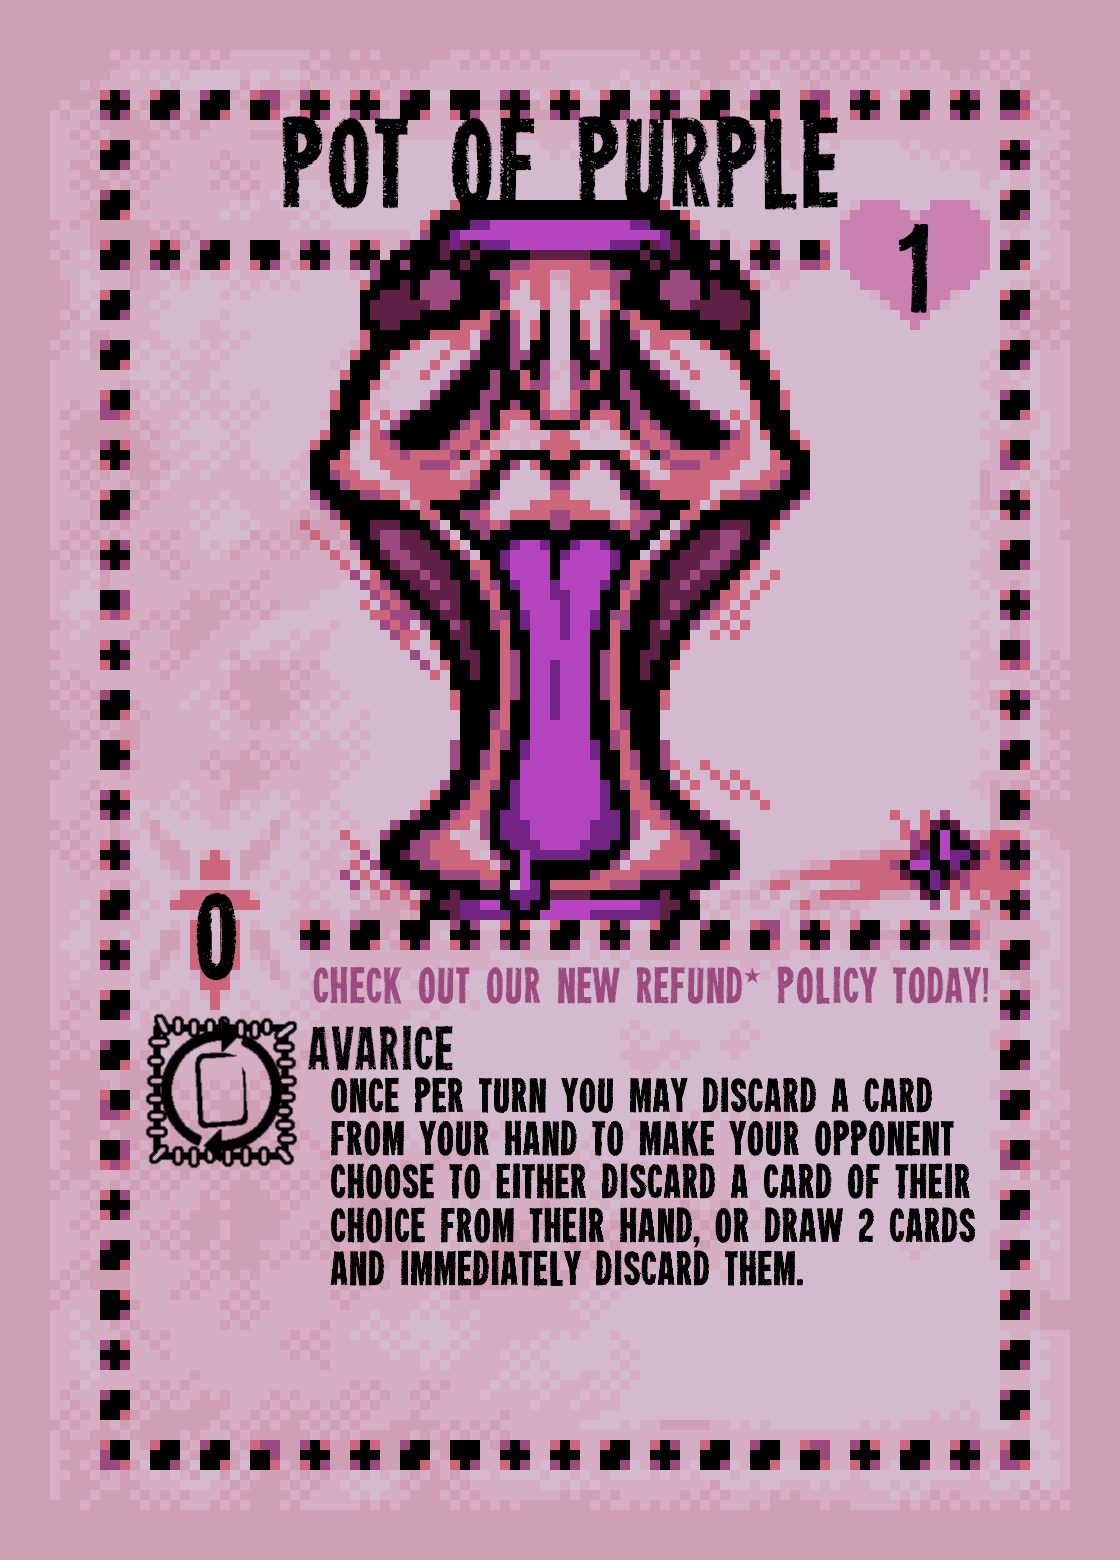 POT OF PURPLE
1
0
CHECK OUT OUR NEW REFUND* POLICY TODAY!
AVARICE
ONCE PER TURN YOU MAY DISCARD A CARD
FROM YOUR HAND TO MAKE YOUR OPPONENT
CHOOSE TO EITHER DISCARD A CARD OF THEIR
CHOICE FROM THEIR HAND, OR DRAW 2 CARDS
AND IMMEDIATELY DISCARD THEM.